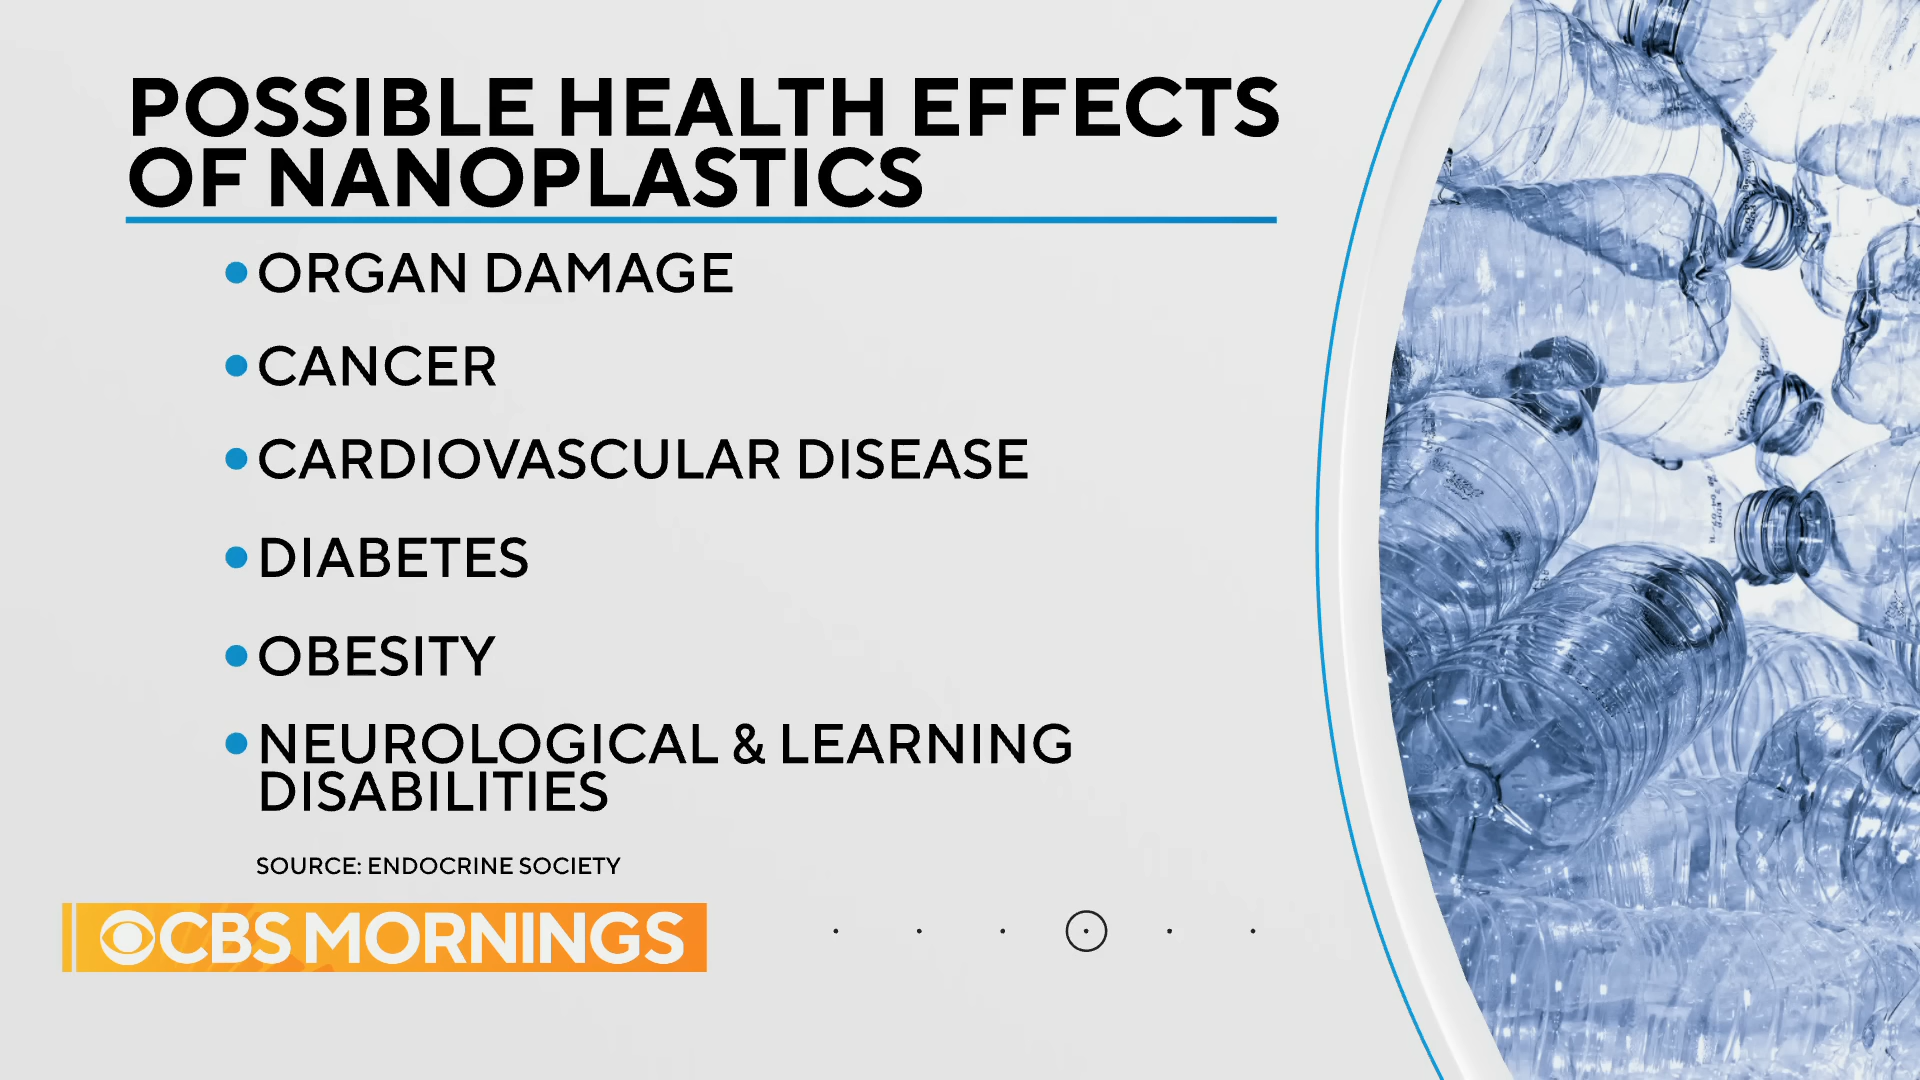 POSSIBLE HEALTH EFFECTS
OF NANOPLASTICS
• ORGAN DAMAGE
• CANCER
• CARDIOVASCULAR DISEASE
• DIABETES
• OBESITY
• NEUROLOGICAL & LEARNING
DISABILITIES
SOURCE: ENDOCRINE SOCIETY
CBS MORNINGS